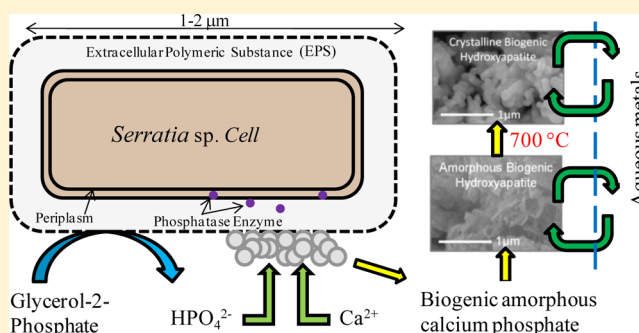 1-2 μm
Extracellular Polymeric Substance (EPS)
Serratia sp. Cell
Periplasm
Phosphatase Enzyme
Glycerol-2-
Phosphate
HPO₄²⁻
Ca²⁺
Crystalline Biogenic
Hydroxyapatite
1μm
700 °C
Amorphous Biogenic
Hydroxyapatite
1μm
Biogenic amorphous
calcium phosphate
Aqueous metals